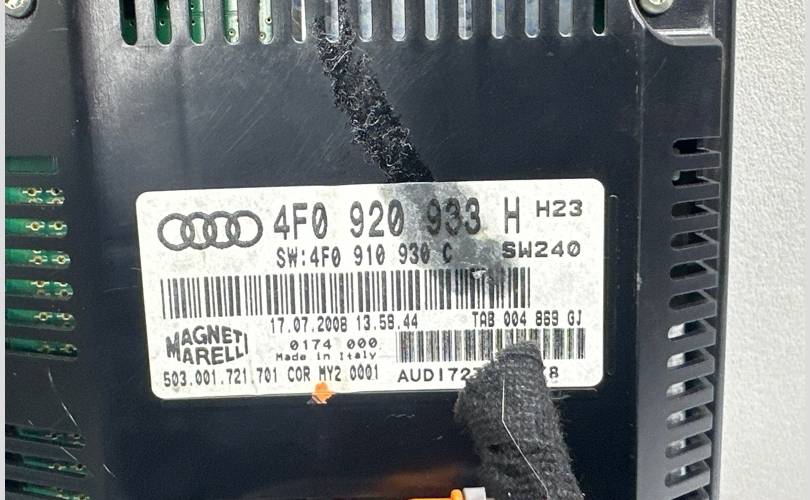 4F0 920 933 H H23
SW:4F0 910 930 C SW240
17.07.2008 13.58.44 TAB 004 869 GJ
MAGNETI
MARELLI
0174 000
Made in Italy
503.001.721.701 COR MY2 0001